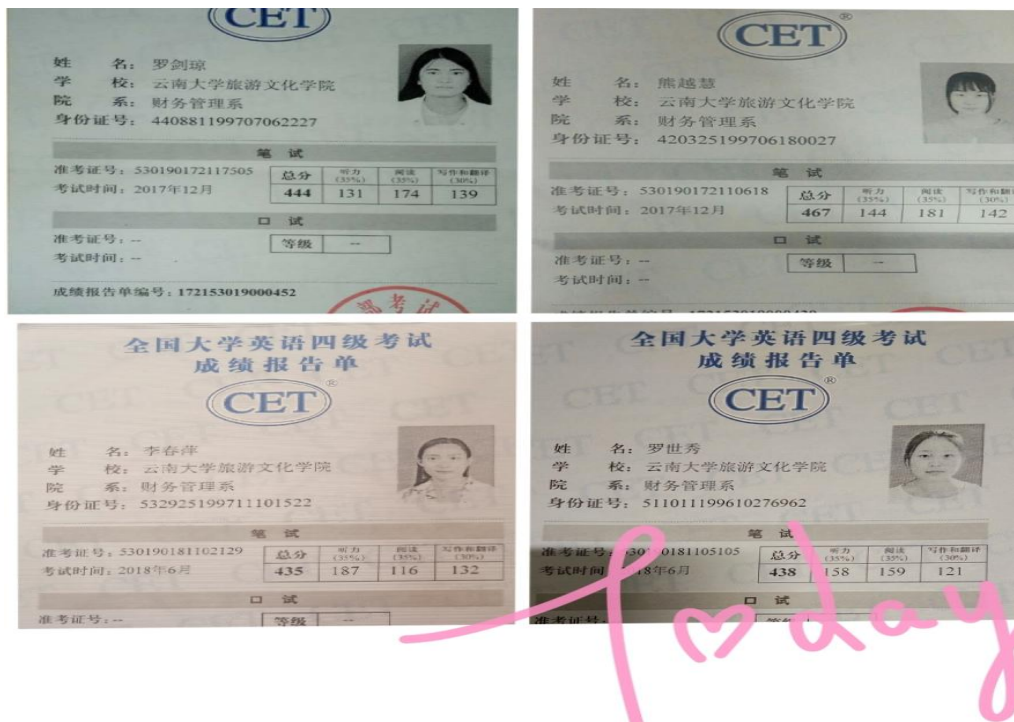 CET
姓 名：罗剑琼
学 校：云南大学旅游文化学院
院 系：财务管理系
身份证号：440881199707062227
笔 试
准考证号：530190172117505
考试时间：2017年12月
总分 听力(35%) 阅读(35%) 写作和翻译(30%)
444 131 174 139
口 试
准考证号：--
考试时间：--
等级 --
成绩报告单编号：172153019000452
部考试
CET®
姓 名：熊越慧
学 校：云南大学旅游文化学院
院 系：财务管理系
身份证号：420325199706180027
笔 试
准考证号：530190172110618
考试时间：2017年12月
总分 听力(35%) 阅读(35%) 写作和翻译(30%)
467 144 181 142
口 试
准考证号：--
考试时间：--
等级 --
全国大学英语四级考试
成绩报告单
CET®
姓 名：李春萍
学 校：云南大学旅游文化学院
院 系：财务管理系
身份证号：532925199711101522
笔 试
准考证号：530190181102129
考试时间：2018年6月
总分 听力(35%) 阅读(35%) 写作和翻译(30%)
435 187 116 132
口 试
准考证号：--
等级 --
全国大学英语四级考试
成绩报告单
CET®
姓 名：罗世秀
学 校：云南大学旅游文化学院
院 系：财务管理系
身份证号：511011199610276962
笔 试
准考证号：530190181105105
考试时间：2018年6月
总分 听力(35%) 阅读(35%) 写作和翻译(30%)
438 158 159 121
口 试
准考证号：
Today